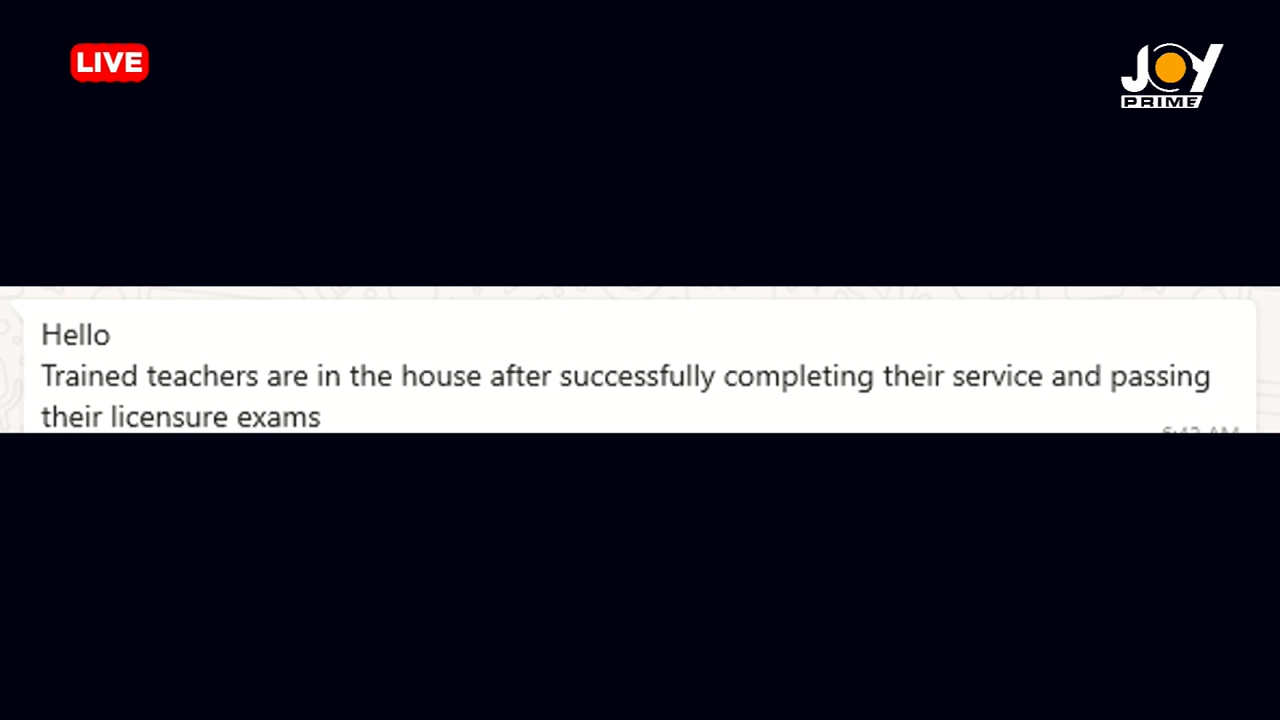 LIVE
JOY
PRIME
Hello
Trained teachers are in the house after successfully completing their service and passing
their licensure exams